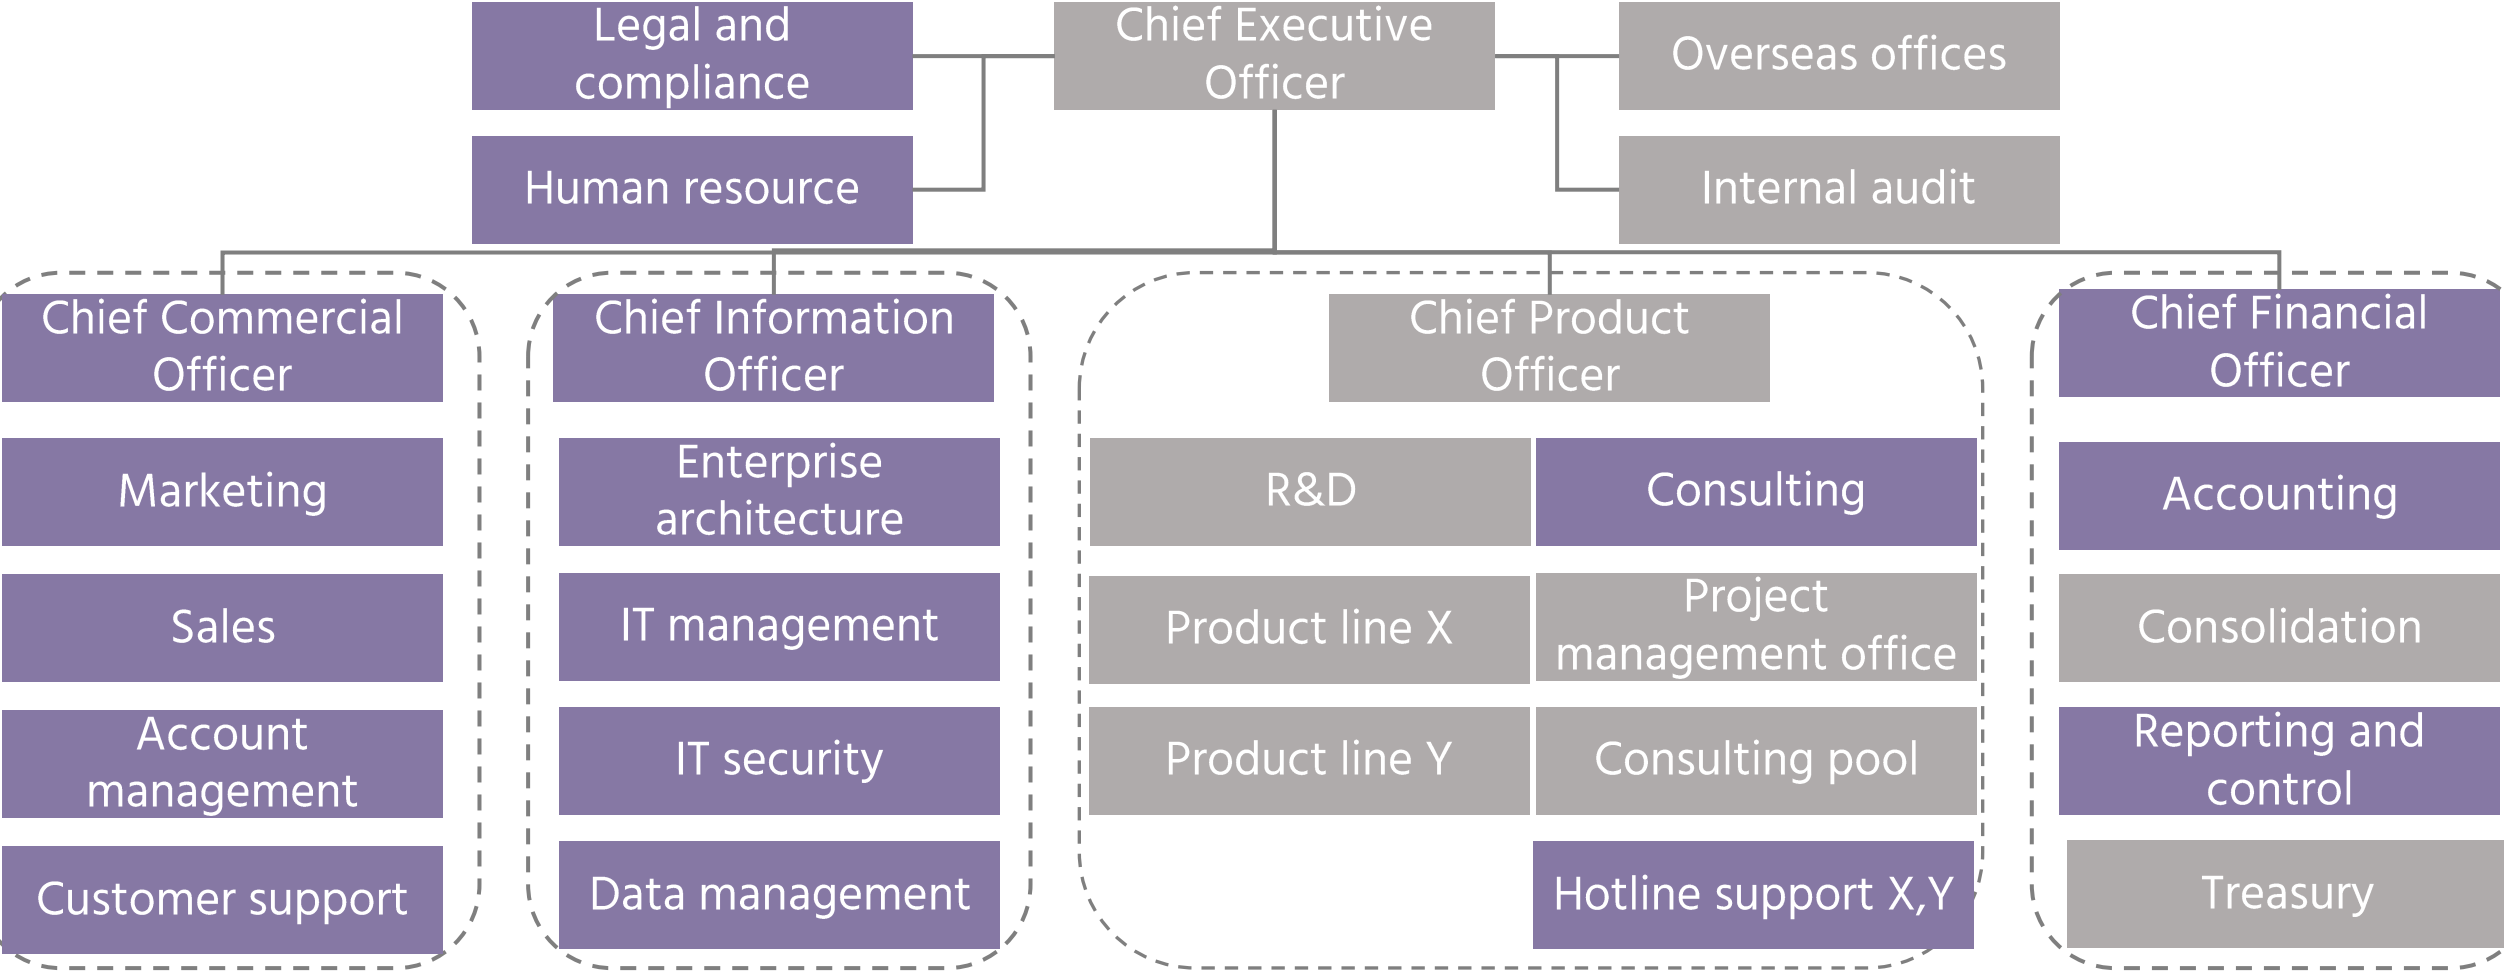 Legal and
compliance
Chief Executive
Officer
Overseas offices
Human resource
Internal audit
Chief Commercial
Officer
Marketing
Sales
Account
management
Customer support
Chief Information
Officer
Enterprise
architecture
IT management
IT security
Data management
Chief Product
Officer
R&D
Product line X
Product line Y
Consulting
Project
management office
Consulting pool
Hotline support X,Y
Chief Financial
Officer
Accounting
Consolidation
Reporting and
control
Treasury